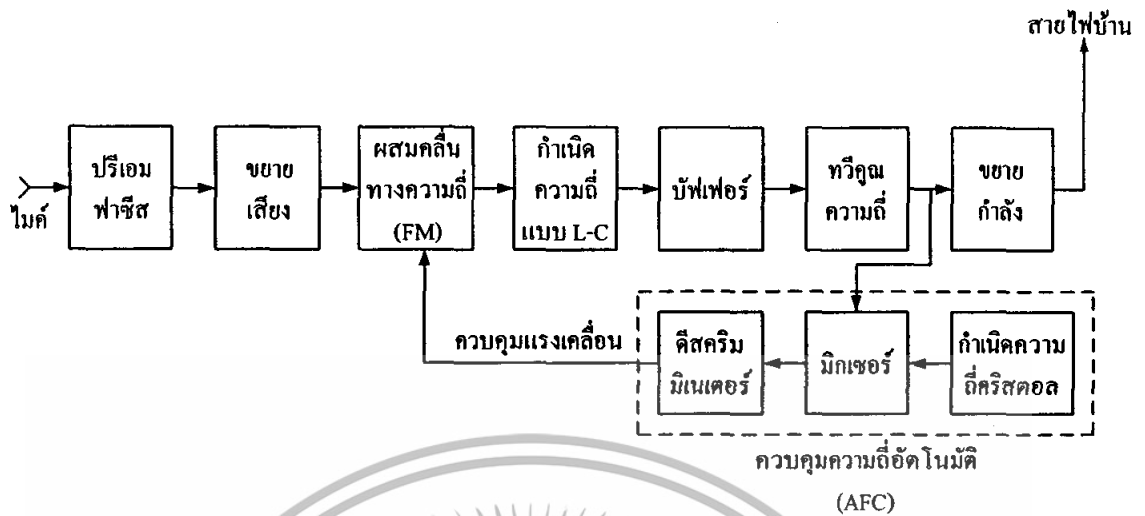 สายไฟบ้าน
ไมค์
ปรีเอม
ฟาซีส
ขยาย
เสียง
ผสมคลื่น
ทางความถี่
(FM)
กำเนิด
ความถี่
แบบ L-C
บัฟเฟอร์
ทวีคูณ
ความถี่
ขยาย
กำลัง
ควบคุมแรงเคลื่อน
ดีสคริม
มิเนเตอร์
มิกเซอร์
กำเนิดความ
ถี่คริสตอล
ควบคุมความถี่อัตโนมัติ
(AFC)